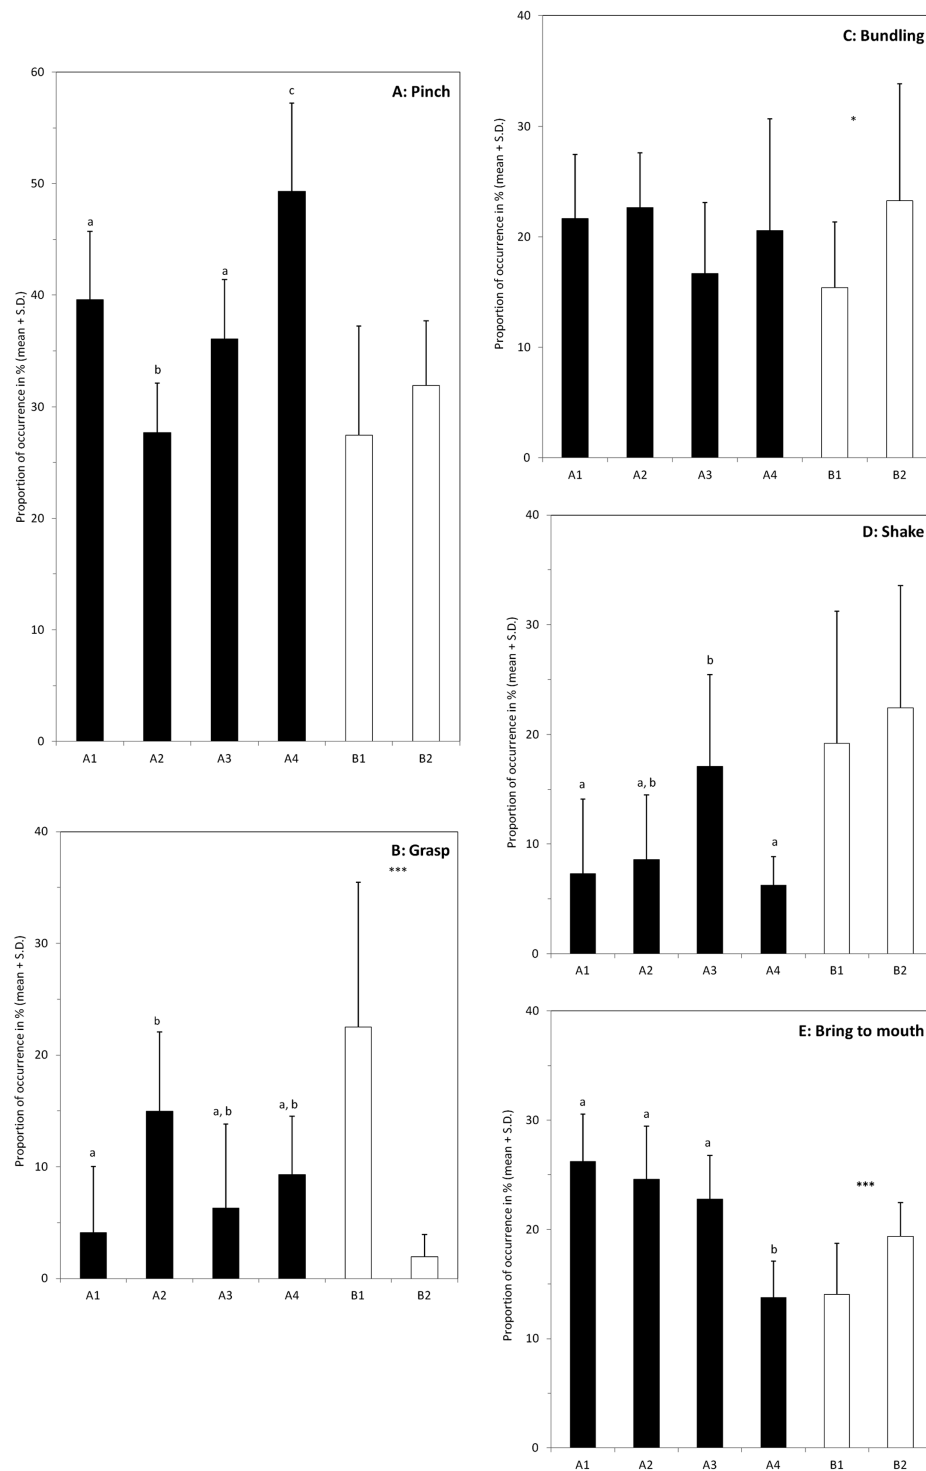 A: Pinch
Proportion of occurrence in % (mean + S.D.)
60
50
40
30
20
10
0
a
b
a
c
A1 A2 A3 A4 B1 B2
B: Grasp
***
Proportion of occurrence in % (mean + S.D.)
40
30
20
10
0
a
b
a, b
a, b
A1 A2 A3 A4 B1 B2
C: Bundling
*
Proportion of occurrence in % (mean + S.D.)
40
30
20
10
0
A1 A2 A3 A4 B1 B2
D: Shake
Proportion of occurrence in % (mean + S.D.)
40
30
20
10
0
a
a, b
b
a
A1 A2 A3 A4 B1 B2
E: Bring to mouth
Proportion of occurrence in % (mean + S.D.)
40
30
20
10
0
a
a
a
b
***
A1 A2 A3 A4 B1 B2